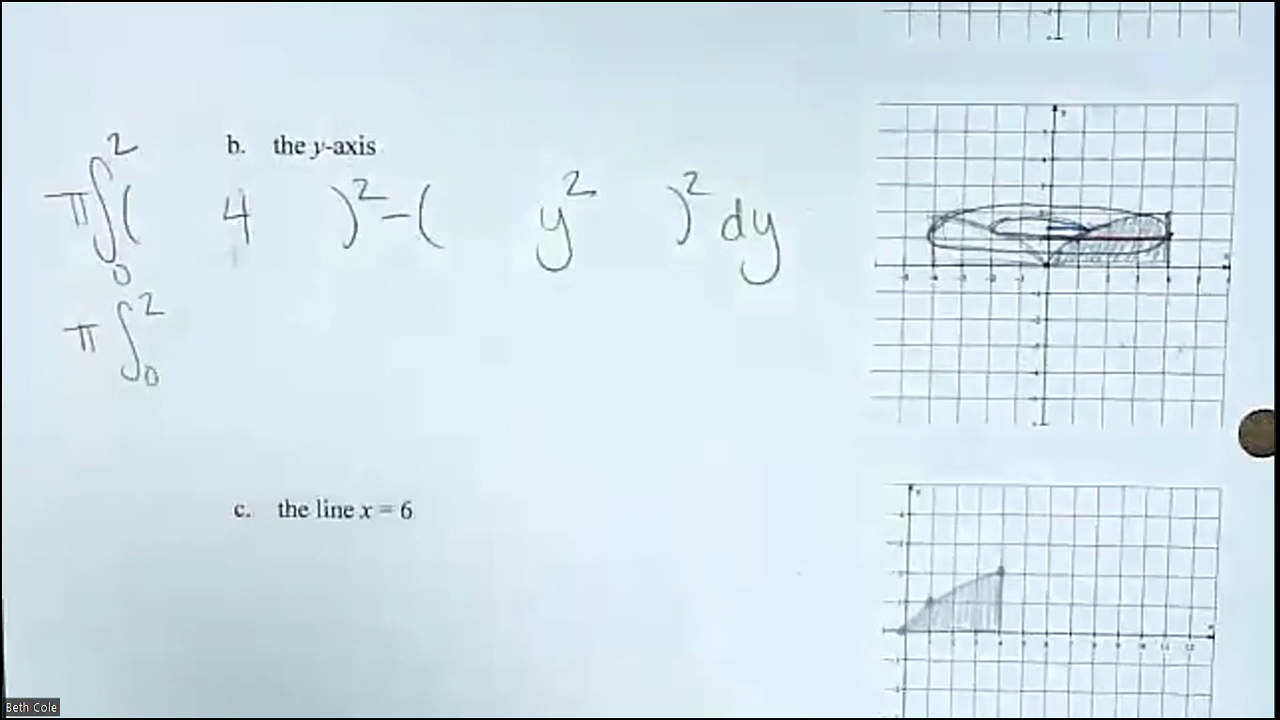 b. the y-axis
π∫₀²( 4 )² - ( y² )² dy
π∫₀²
c. the line x = 6
Beth Cole